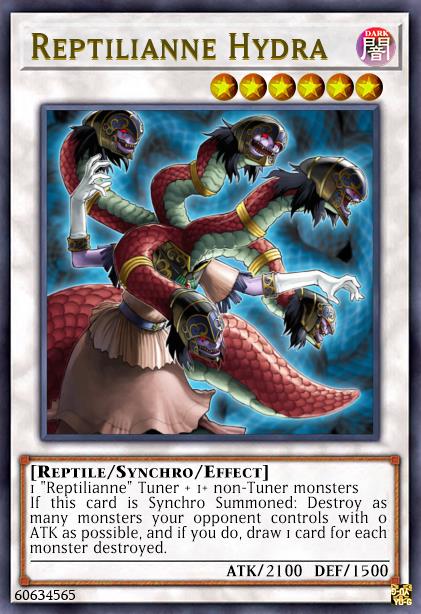 REPTILIANNE HYDRA
DARK
闇
[REPTILE/SYNCHRO/EFFECT]
1 "Reptilianne" Tuner + 1+ non-Tuner monsters
If this card is Synchro Summoned: Destroy as
many monsters your opponent controls with 0
ATK as possible, and if you do, draw 1 card for each
monster destroyed.
ATK/2100 DEF/1500
60634565